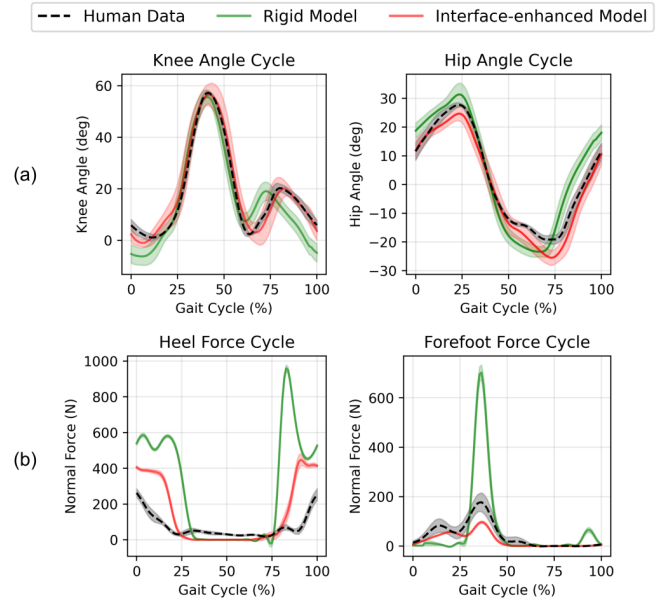 Human Data Rigid Model Interface-enhanced Model
(a)
Knee Angle Cycle
Knee Angle (deg)
60
40
20
0
0 25 50 75 100
Gait Cycle (%)
Hip Angle Cycle
Hip Angle (deg)
30
20
10
0
−10
−20
−30
0 25 50 75 100
Gait Cycle (%)
(b)
Heel Force Cycle
Normal Force (N)
1000
800
600
400
200
0
0 25 50 75 100
Gait Cycle (%)
Forefoot Force Cycle
Normal Force (N)
600
400
200
0
0 25 50 75 100
Gait Cycle (%)